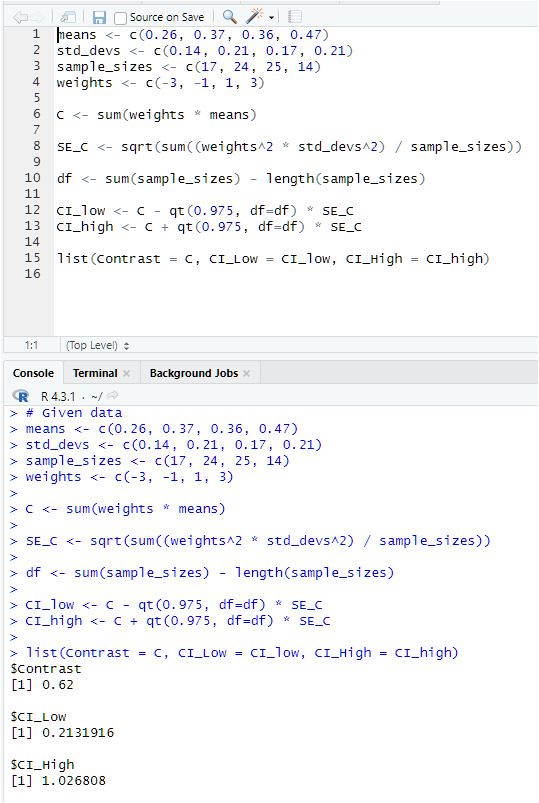 Source on Save
1 means <- c(0.26, 0.37, 0.36, 0.47)
2 std_devs <- c(0.14, 0.21, 0.17, 0.21)
3 sample_sizes <- c(17, 24, 25, 14)
4 weights <- c(-3, -1, 1, 3)
5
6 C <- sum(weights * means)
7
8 SE_C <- sqrt(sum((weights^2 * std_devs^2) / sample_sizes))
9
10 df <- sum(sample_sizes) - length(sample_sizes)
11
12 CI_low <- C - qt(0.975, df=df) * SE_C
13 CI_high <- C + qt(0.975, df=df) * SE_C
14
15 list(Contrast = C, CI_Low = CI_low, CI_High = CI_high)
16
1:1 (Top Level)
Console Terminal Background Jobs
R R 4.3.1 · ~/
> # Given data
> means <- c(0.26, 0.37, 0.36, 0.47)
> std_devs <- c(0.14, 0.21, 0.17, 0.21)
> sample_sizes <- c(17, 24, 25, 14)
> weights <- c(-3, -1, 1, 3)
>
> C <- sum(weights * means)
>
> SE_C <- sqrt(sum((weights^2 * std_devs^2) / sample_sizes))
>
> df <- sum(sample_sizes) - length(sample_sizes)
>
> CI_low <- C - qt(0.975, df=df) * SE_C
> CI_high <- C + qt(0.975, df=df) * SE_C
>
> list(Contrast = C, CI_Low = CI_low, CI_High = CI_high)
$Contrast
[1] 0.62

$CI_Low
[1] 0.2131916

$CI_High
[1] 1.026808